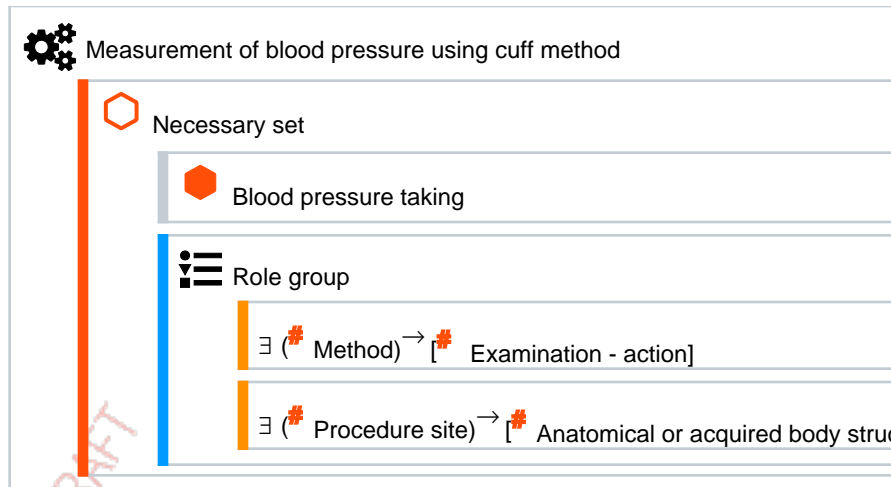 Measurement of blood pressure using cuff method
Necessary set
Blood pressure taking
Role group
∃ (# Method)→[# Examination - action]
∃ (# Procedure site)→[# Anatomical or acquired body
RAFT